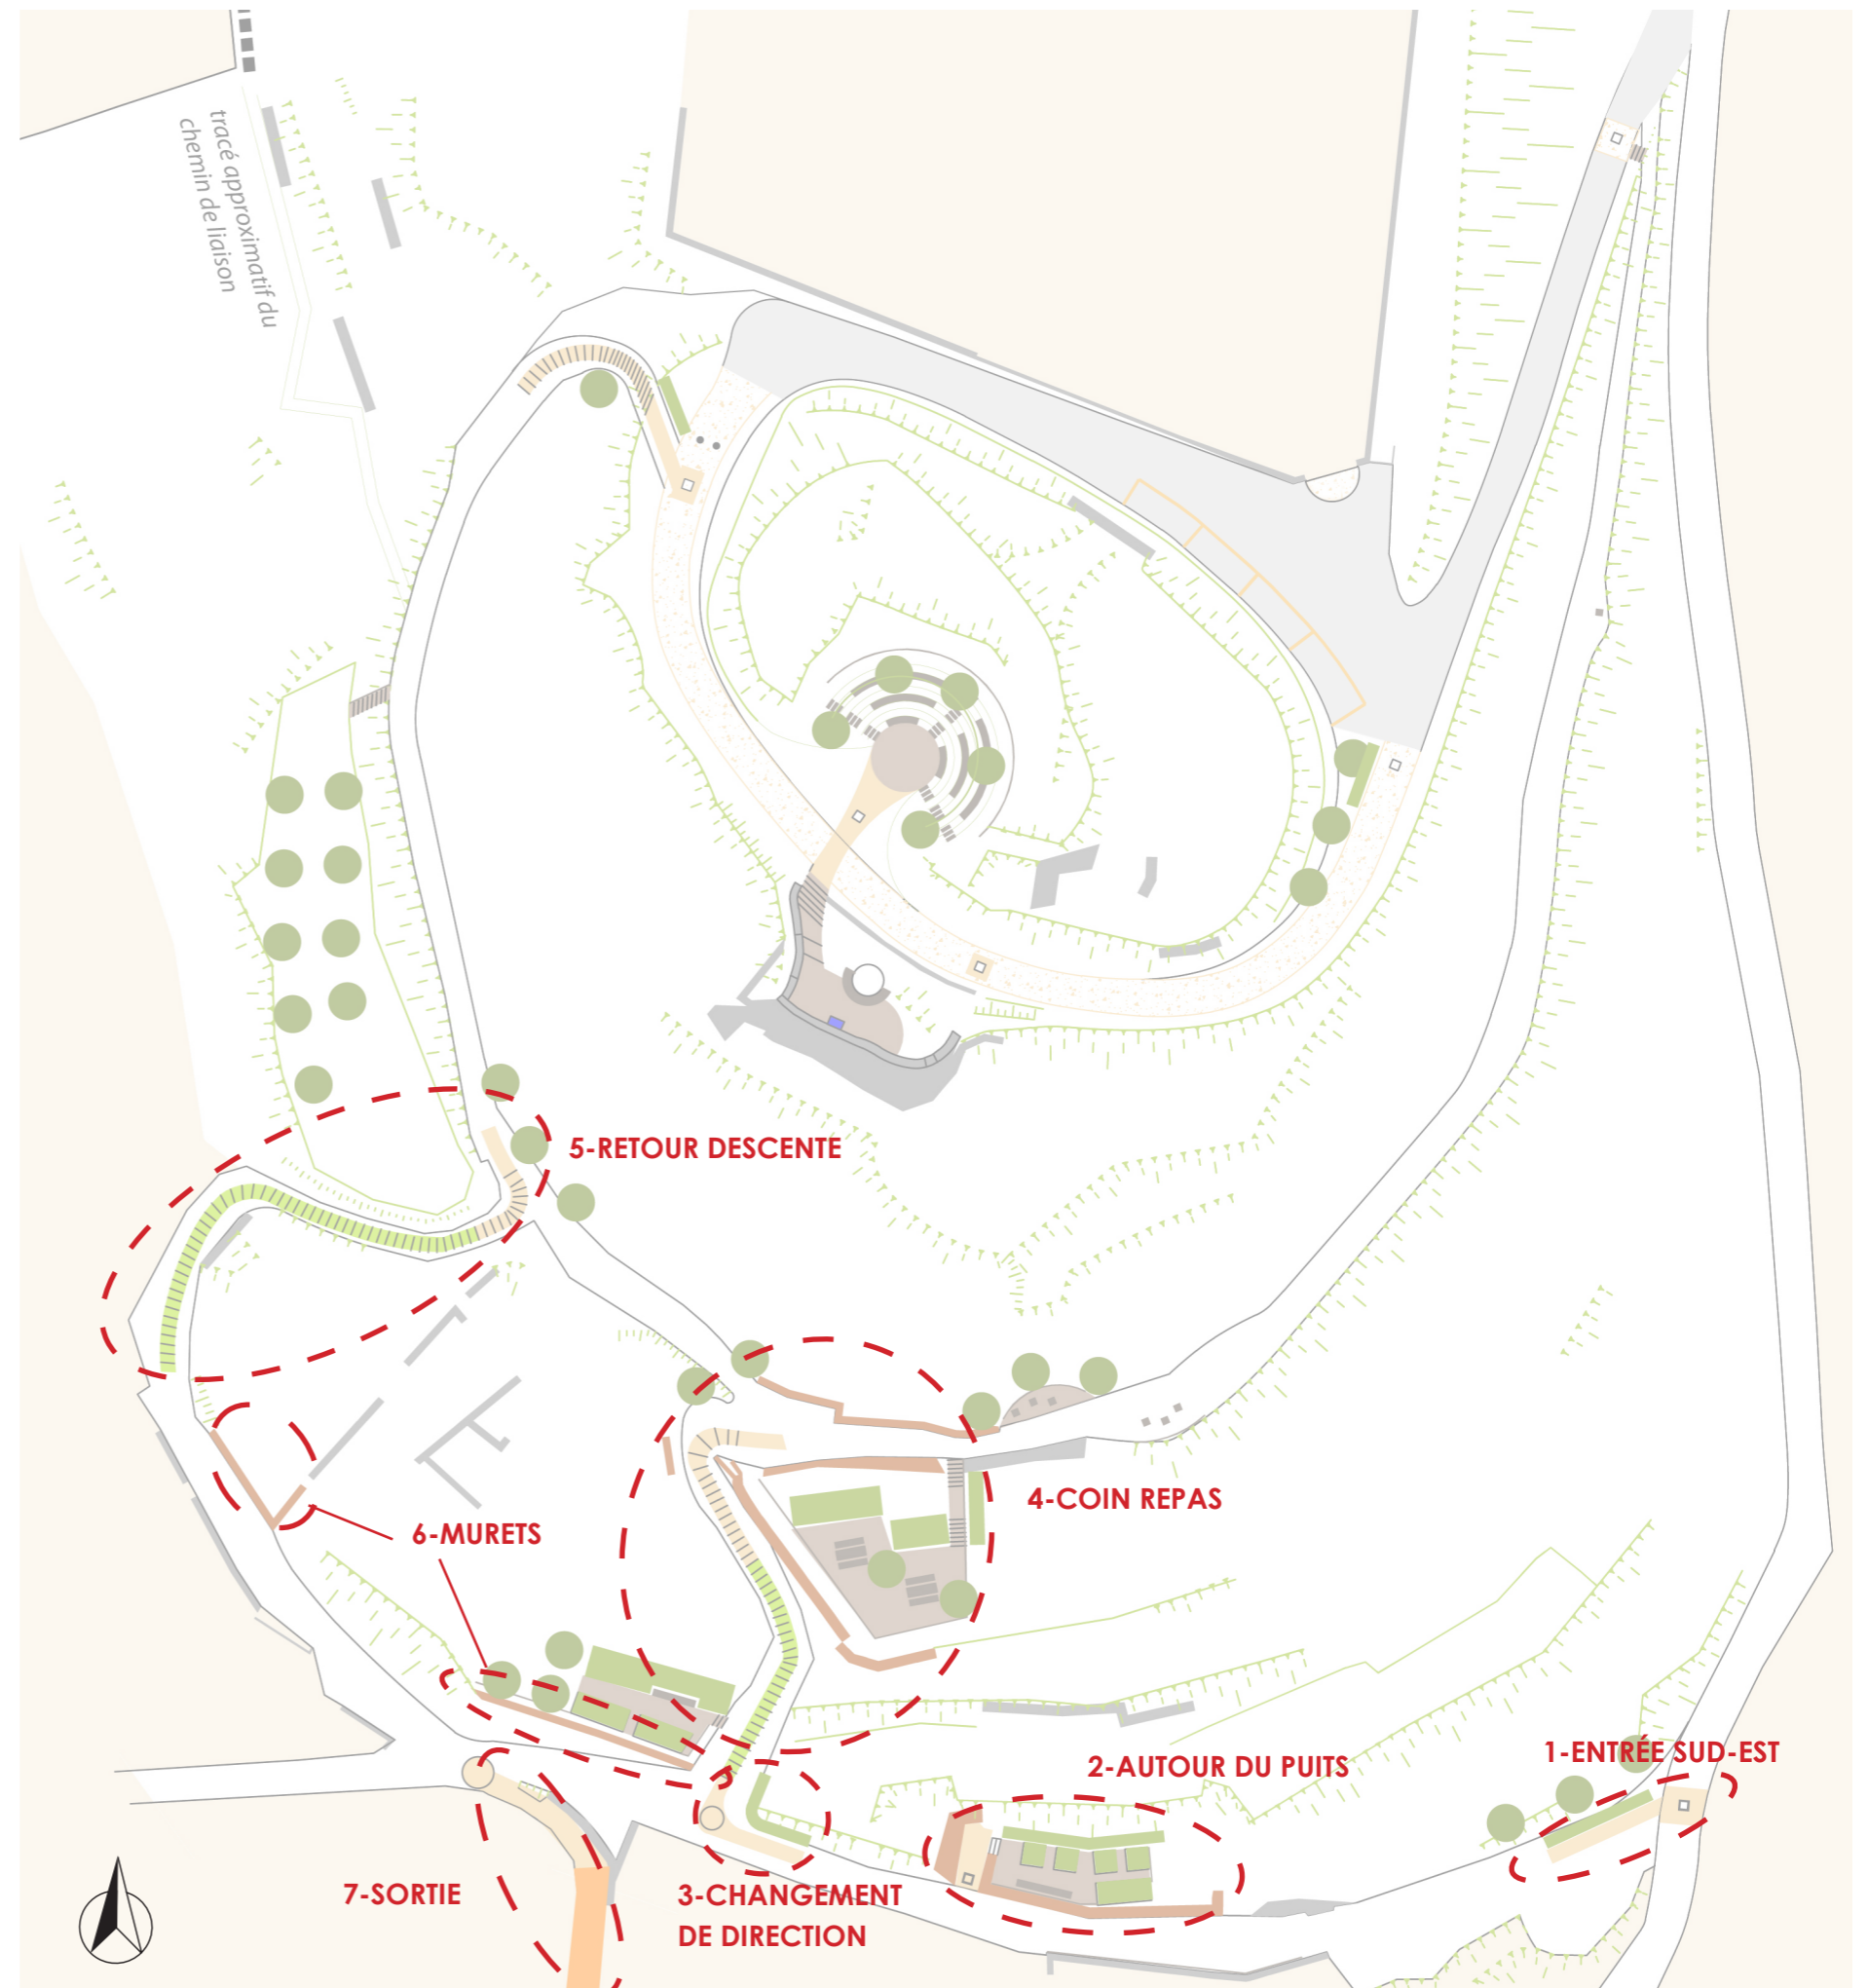 tracé approximatif du
chemin de liaison
5-RETOUR DESCENTE
4-COIN REPAS
6-MURETS
1-ENTRÉE SUD-EST
2-AUTOUR DU PUITS
7-SORTIE
3-CHANGEMENT
DE DIRECTION